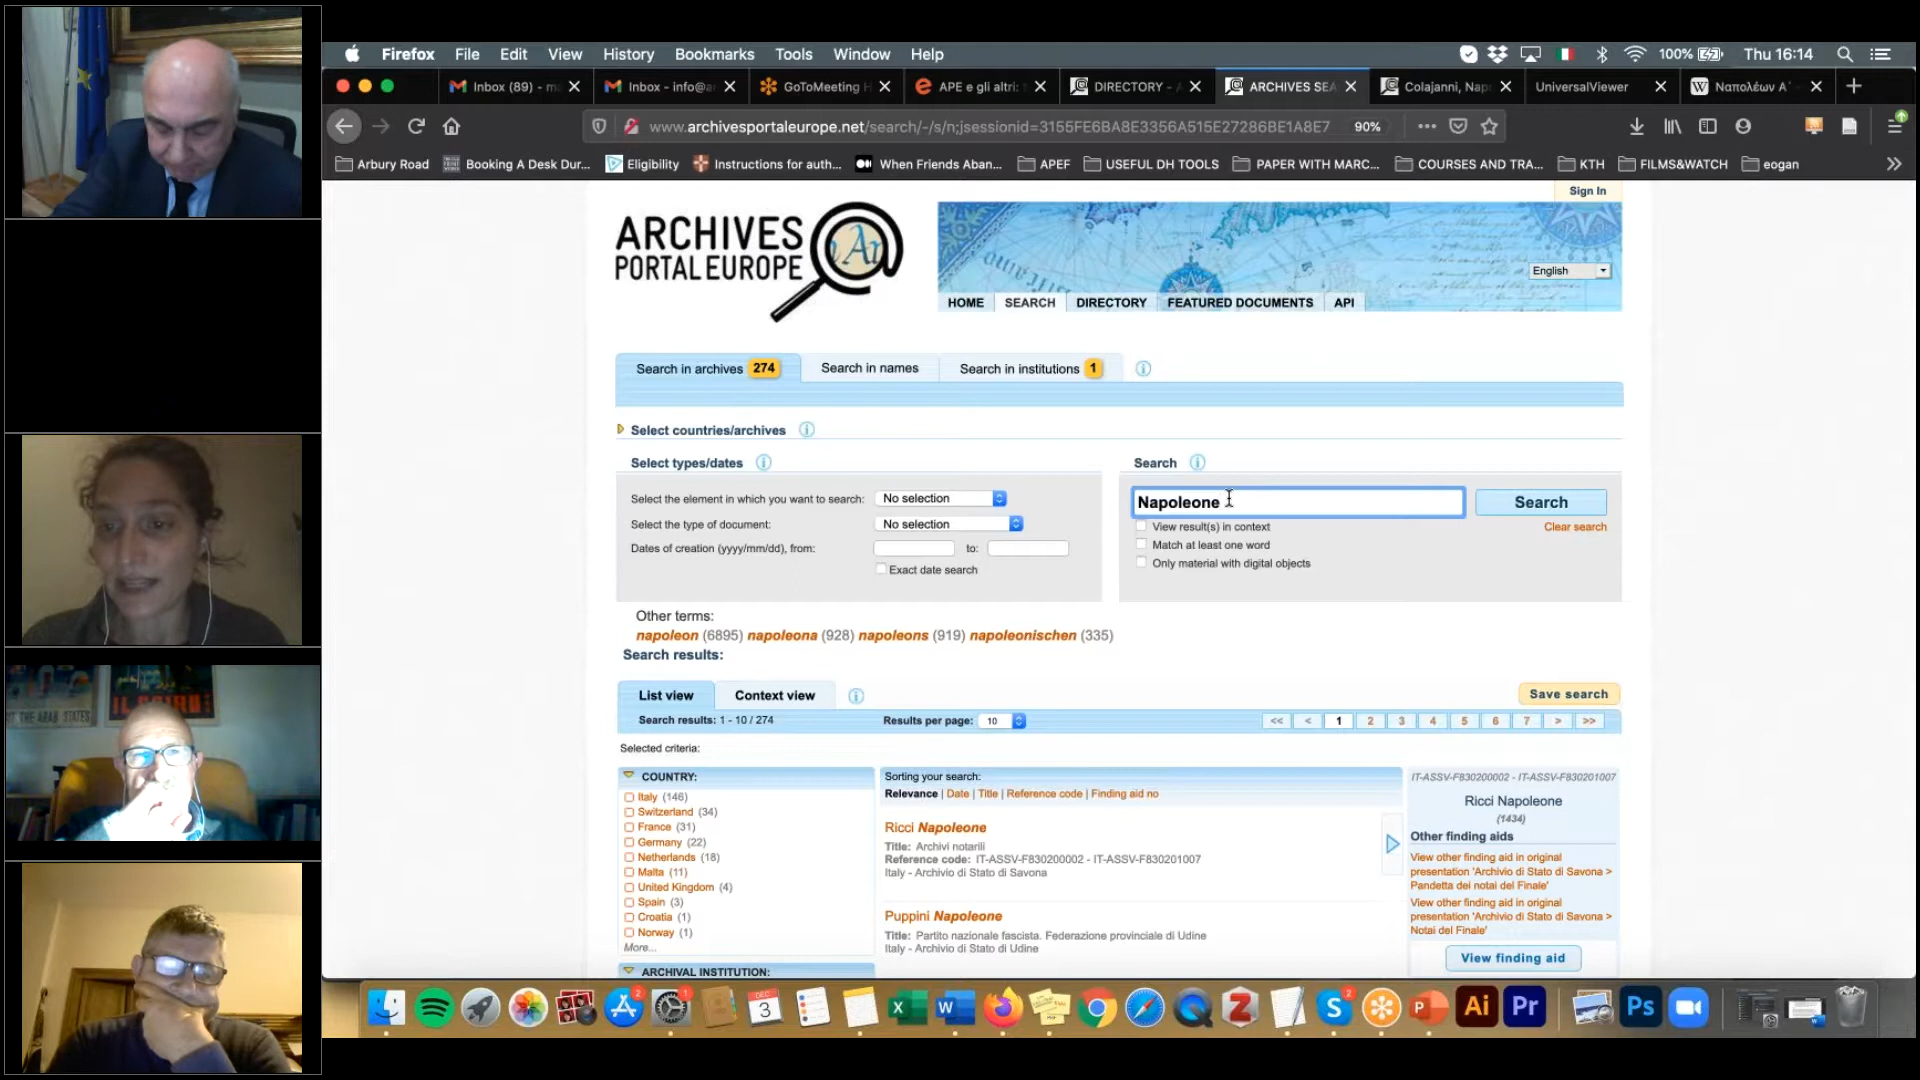 THE ARAB STATES
IL CAIRO
Firefox File Edit View History Bookmarks Tools Window Help
100% Thu 16:14
Inbox (89) - m
Inbox - info@a
GoToMeeting H
APE e gli altri:
DIRECTORY -
ARCHIVES SEA
Colajanni, Nap
UniversalViewer
Ναπολέων Α΄
www.archivesportaleurope.net/search/-/s/n;jsessionid=3155FE6BA8E3356A515E27286BE1A8E7
90%
Arbury Road
Booking A Desk Dur...
Eligibility
Instructions for auth...
When Friends Aban...
APEF
USEFUL DH TOOLS
PAPER WITH MARC...
COURSES AND TRA...
KTH
FILMS&WATCH
eogan
Sign In
ARCHIVES
PORTAL EUROPE
English
HOME SEARCH DIRECTORY FEATURED DOCUMENTS API
Search in archives 274
Search in names
Search in institutions 1
Select countries/archives
Select types/dates
Select the element in which you want to search: No selection
Select the type of document: No selection
Dates of creation (yyyy/mm/dd), from: to:
Exact date search
Search
Napoleone
Search
View result(s) in context
Clear search
Match at least one word
Only material with digital objects
Other terms:
napoleon (6895) napoleona (928) napoleons (919) napoleonischen (335)
Search results:
List view
Context view
Save search
Search results: 1 - 10 / 274
Results per page: 10
<< < 1 2 3 4 5 6 7 > >>
Selected criteria:
COUNTRY:
Italy (146)
Switzerland (34)
France (31)
Germany (22)
Netherlands (18)
Malta (11)
United Kingdom (4)
Spain (3)
Croatia (1)
Norway (1)
More...
ARCHIVAL INSTITUTION:
Sorting your search:
Relevance | Date | Title | Reference code | Finding aid no
Ricci Napoleone
Title: Archivi notarili
Reference code: IT-ASSV-F830200002 - IT-ASSV-F830201007
Italy - Archivio di Stato di Savona
Puppini Napoleone
Title: Partito nazionale fascista. Federazione provinciale di Udine
Italy - Archivio di Stato di Udine
IT-ASSV-F830200002 - IT-ASSV-F830201007
Ricci Napoleone
(1434)
Other finding aids
View other finding aid in original
presentation 'Archivio di Stato di Savona >
Pandetta dei notai del Finale'
View other finding aid in original
presentation 'Archivio di Stato di Savona >
Notai del Finale'
View finding aid
DEC
3
2
1
2
Ai
Pr
Ps